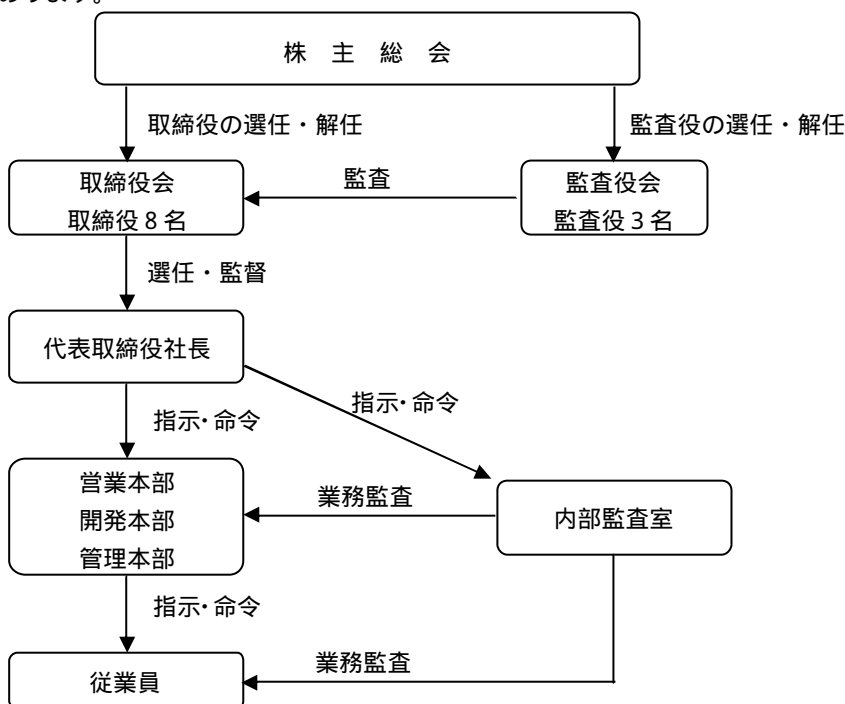 あります。
株 主 総 会
取締役の選任・解任
監査役の選任・解任
取締役会
取締役8名
監査
監査役会
監査役3名
選任・監督
代表取締役社長
指示・命令
指示・命令
営業本部
開発本部
管理本部
業務監査
内部監査室
指示・命令
従業員
業務監査